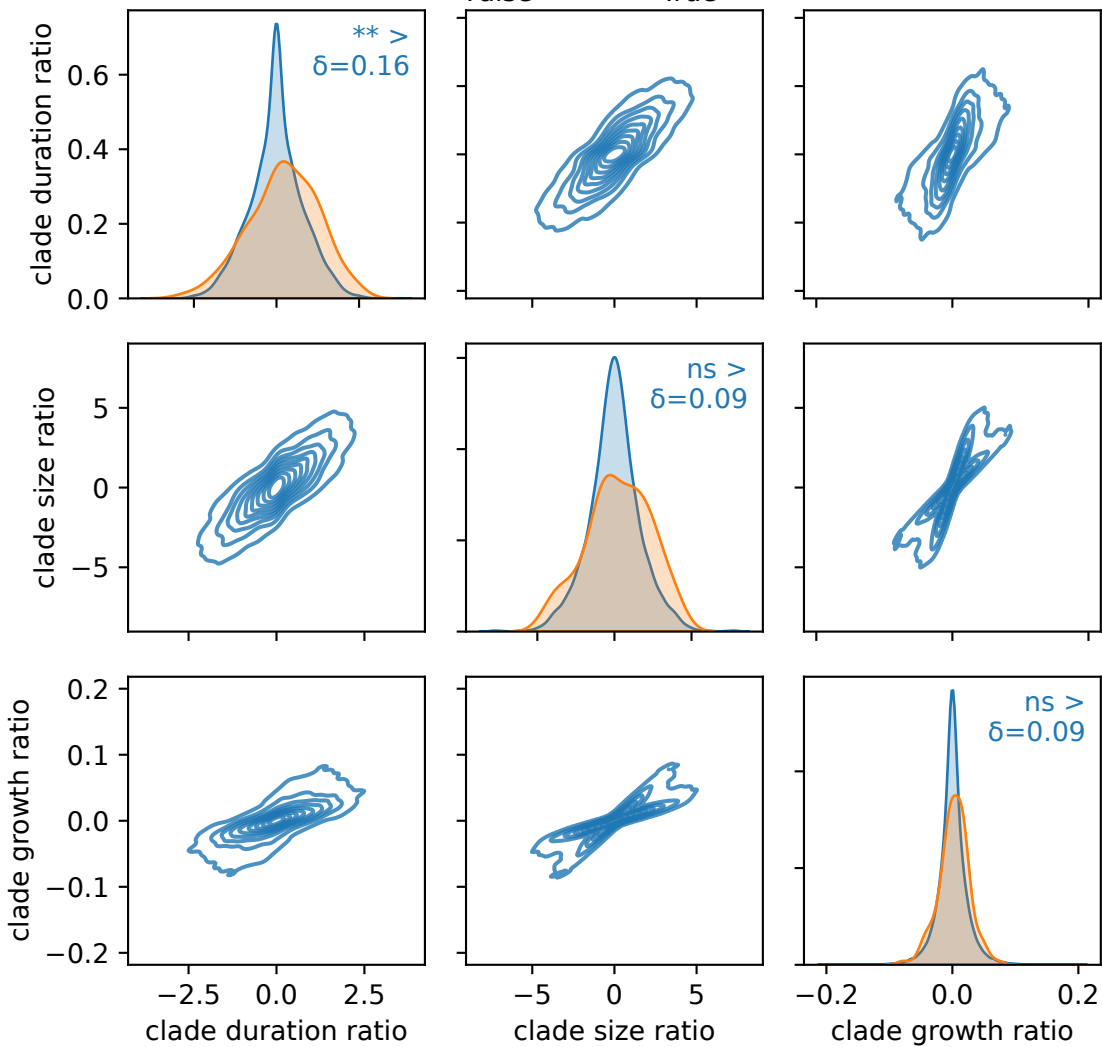 clade duration ratio
0.6
0.4
0.2
0.0
** >
δ=0.16
clade size ratio
5
0
−5
ns >
δ=0.09
clade growth ratio
0.2
0.1
0.0
−0.1
−0.2
ns >
δ=0.09
−2.5 0.0 2.5
−5 0 5
−0.2 0.0 0.2
clade duration ratio
clade size ratio
clade growth ratio